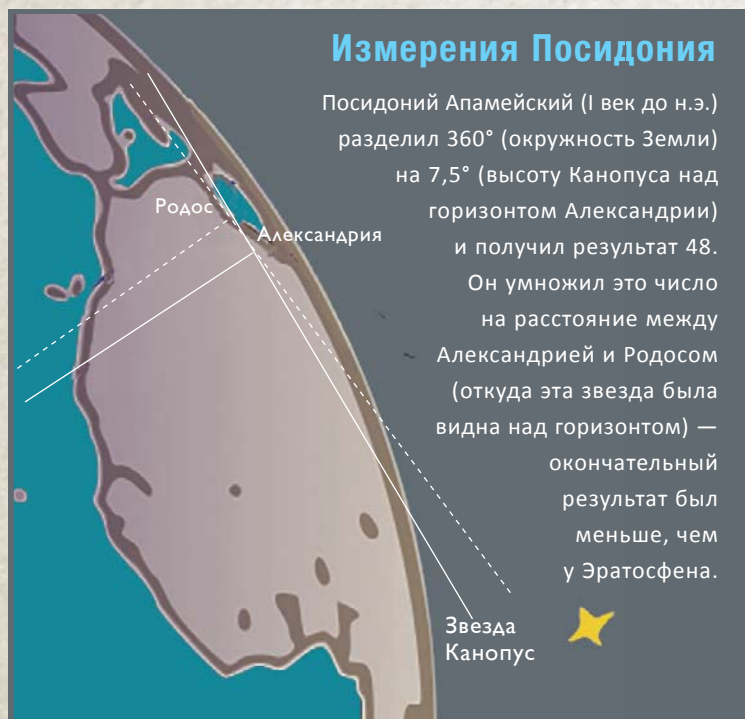 Измерения Посидония
Посидоний Апамейский (I век до н.э.)
разделил 360° (окружность Земли)
на 7,5° (высоту Канопуса над
горизонтом Александрии)
и получил результат 48.
Он умножил это число
на расстояние между
Александрией и Родосом
(откуда эта звезда была
видна над горизонтом) —
окончательный
результат был
меньше, чем
у Эратосфена.
Родос
Александрия
Звезда
Канопус